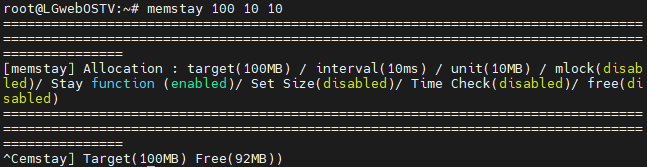 root@LGwebOSTV:~# memstay 100 10 10
================================================================================
================================================================================
===============
[memstay] Allocation : target(100MB) / interval(10ms) / unit(10MB) / mlock(disab
led)/ Stay function (enabled)/ Set Size(disabled)/ Time Check(disabled)/ free(di
sabled)
================================================================================
================================================================================
===============
^Cemstay] Target(100MB) Free(92MB))